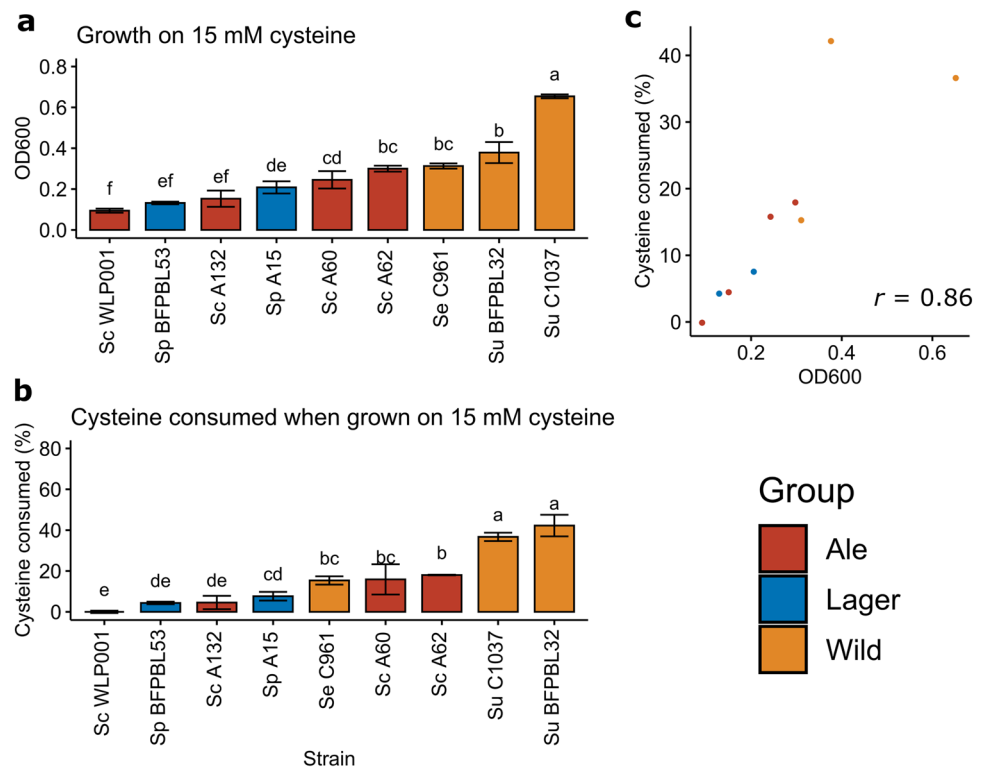 a
Growth on 15 mM cysteine
OD600
0.8
0.6
0.4
0.2
0.0
f
ef
ef
de
cd
bc
bc
b
a
Sc WLP001
Sp BFPBL53
Sc A132
Sp A15
Sc A60
Sc A62
Se C961
Su BFPBL32
Su C1037
b
Cysteine consumed when grown on 15 mM cysteine
Cysteine consumed (%)
80
60
40
20
0
e
de
de
cd
bc
bc
b
a
a
Sc WLP001
Sp BFPBL53
Sc A132
Sp A15
Se C961
Sc A60
Sc A62
Su C1037
Su BFPBL32
Strain
c
Cysteine consumed (%)
40
30
20
10
0
r = 0.86
0.2
0.4
0.6
OD600
Group
Ale
Lager
Wild